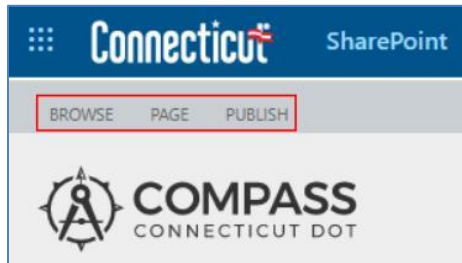 Connecticut SharePoint
BROWSE PAGE PUBLISH
COMPASS
CONNECTICUT DOT